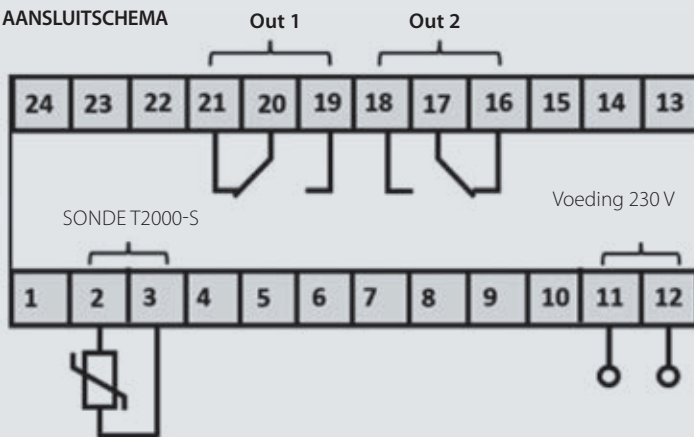 AANSLUITSCHEMA Out 1 Out 2
24 23 22 21 20 19 18 17 16 15 14 13
SONDE T2000-S Voeding 230 V
1 2 3 4 5 6 7 8 9 10 11 12